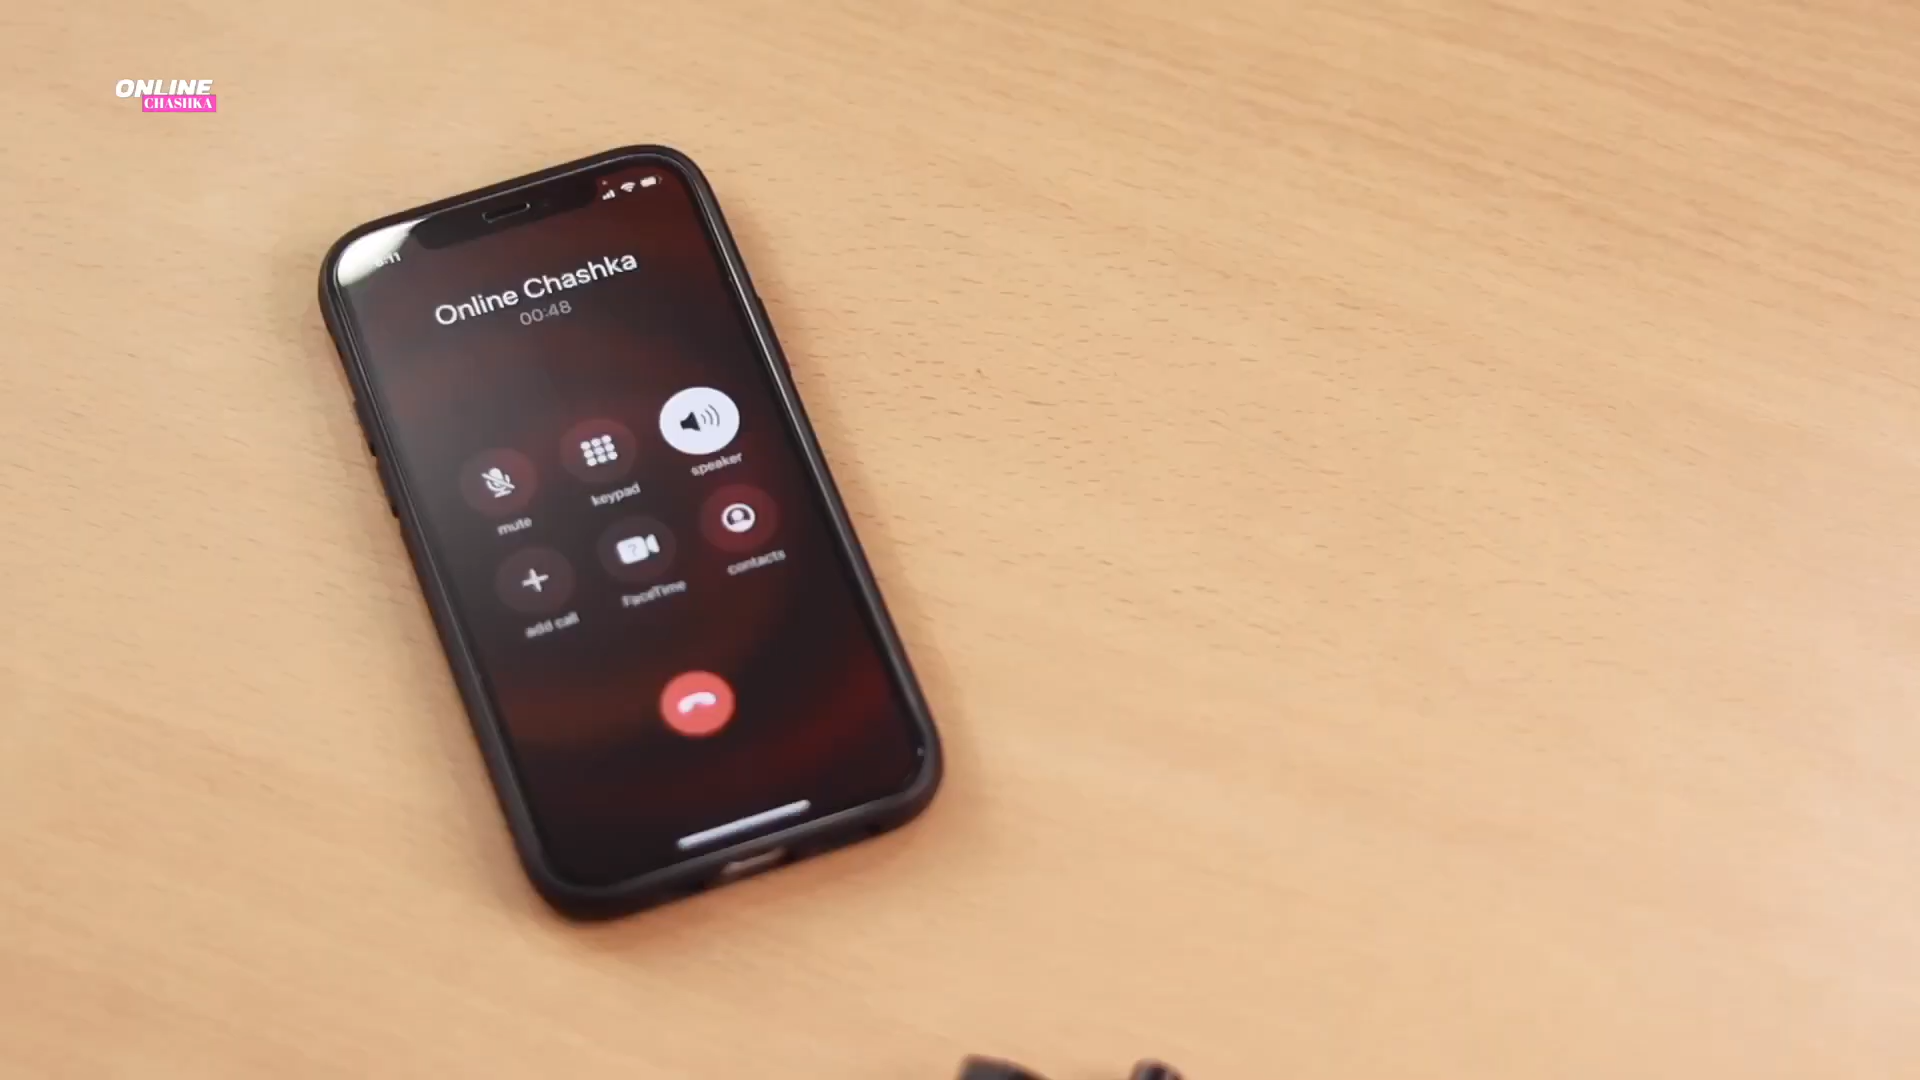 ONLINE
CHASHKA
Online Chashka
00:48
speaker
keypad
mute
contacts
FaceTime
add call